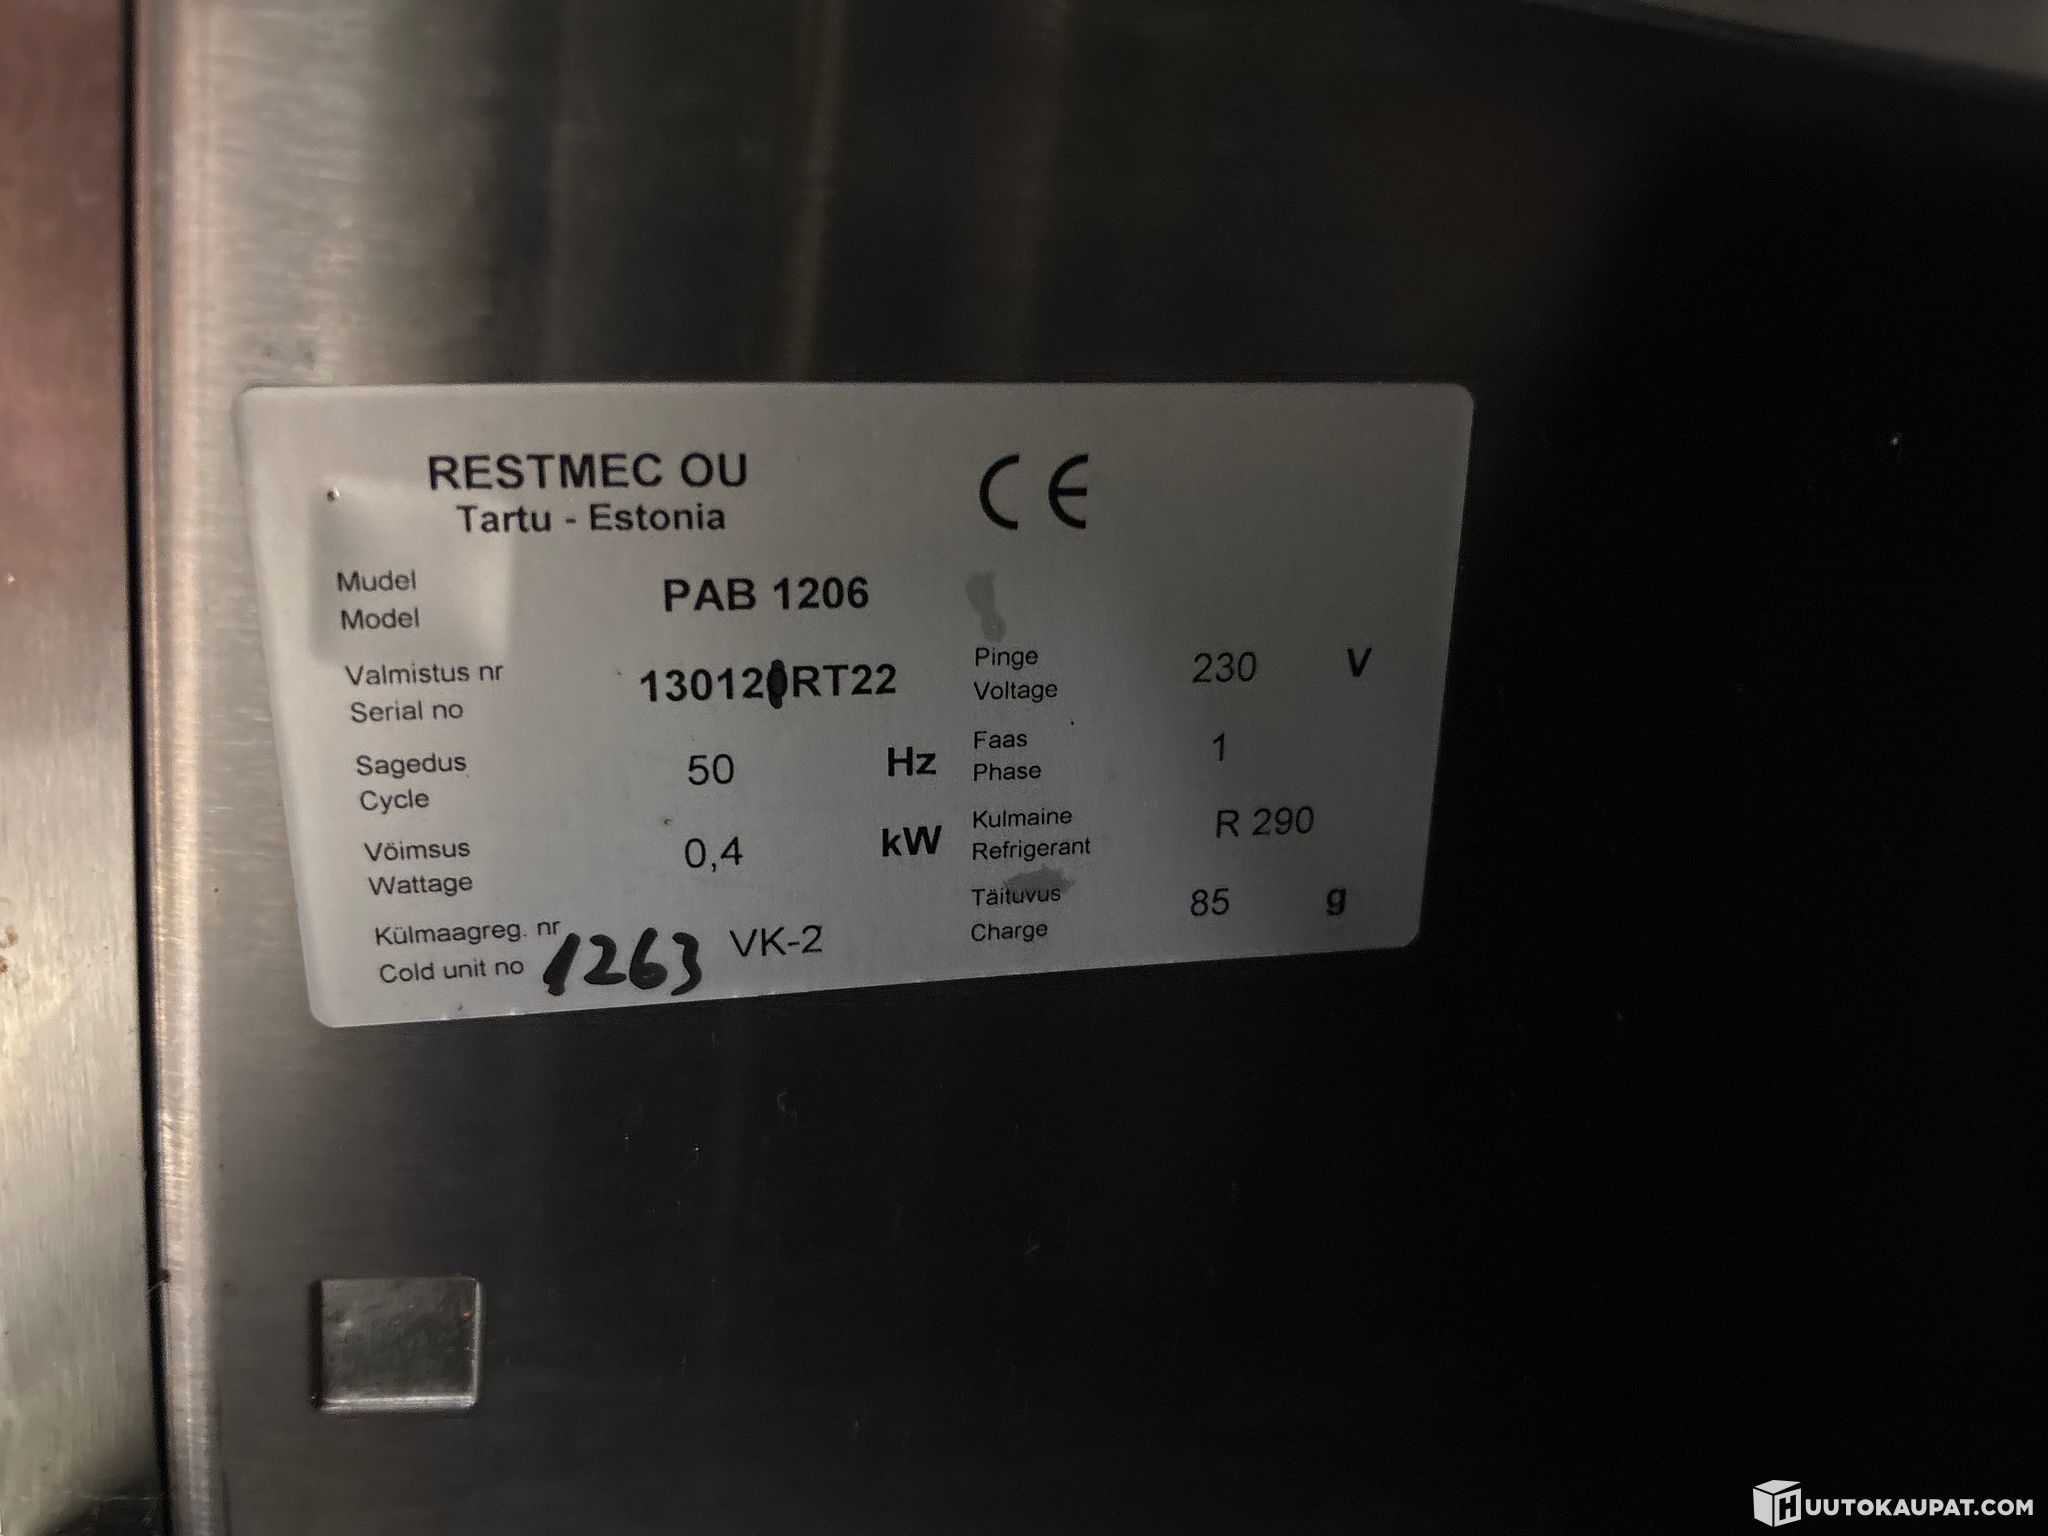 RESTMEC OU
Tartu - Estonia
CE
Mudel
Model
PAB 1206
Valmistus nr
Serial no
Pinge
Voltage
230 V
Sagedus
Cycle
50 Hz
Faas
Phase
1
Vöimsus
Wattage
0,4 kW
Kulmaine
Refrigerant
R 290
Külmaagreg. nr
Cold unit no
1263 VK-2
Täituvus
Charge
85 g
HUUTOKAUPAT.COM